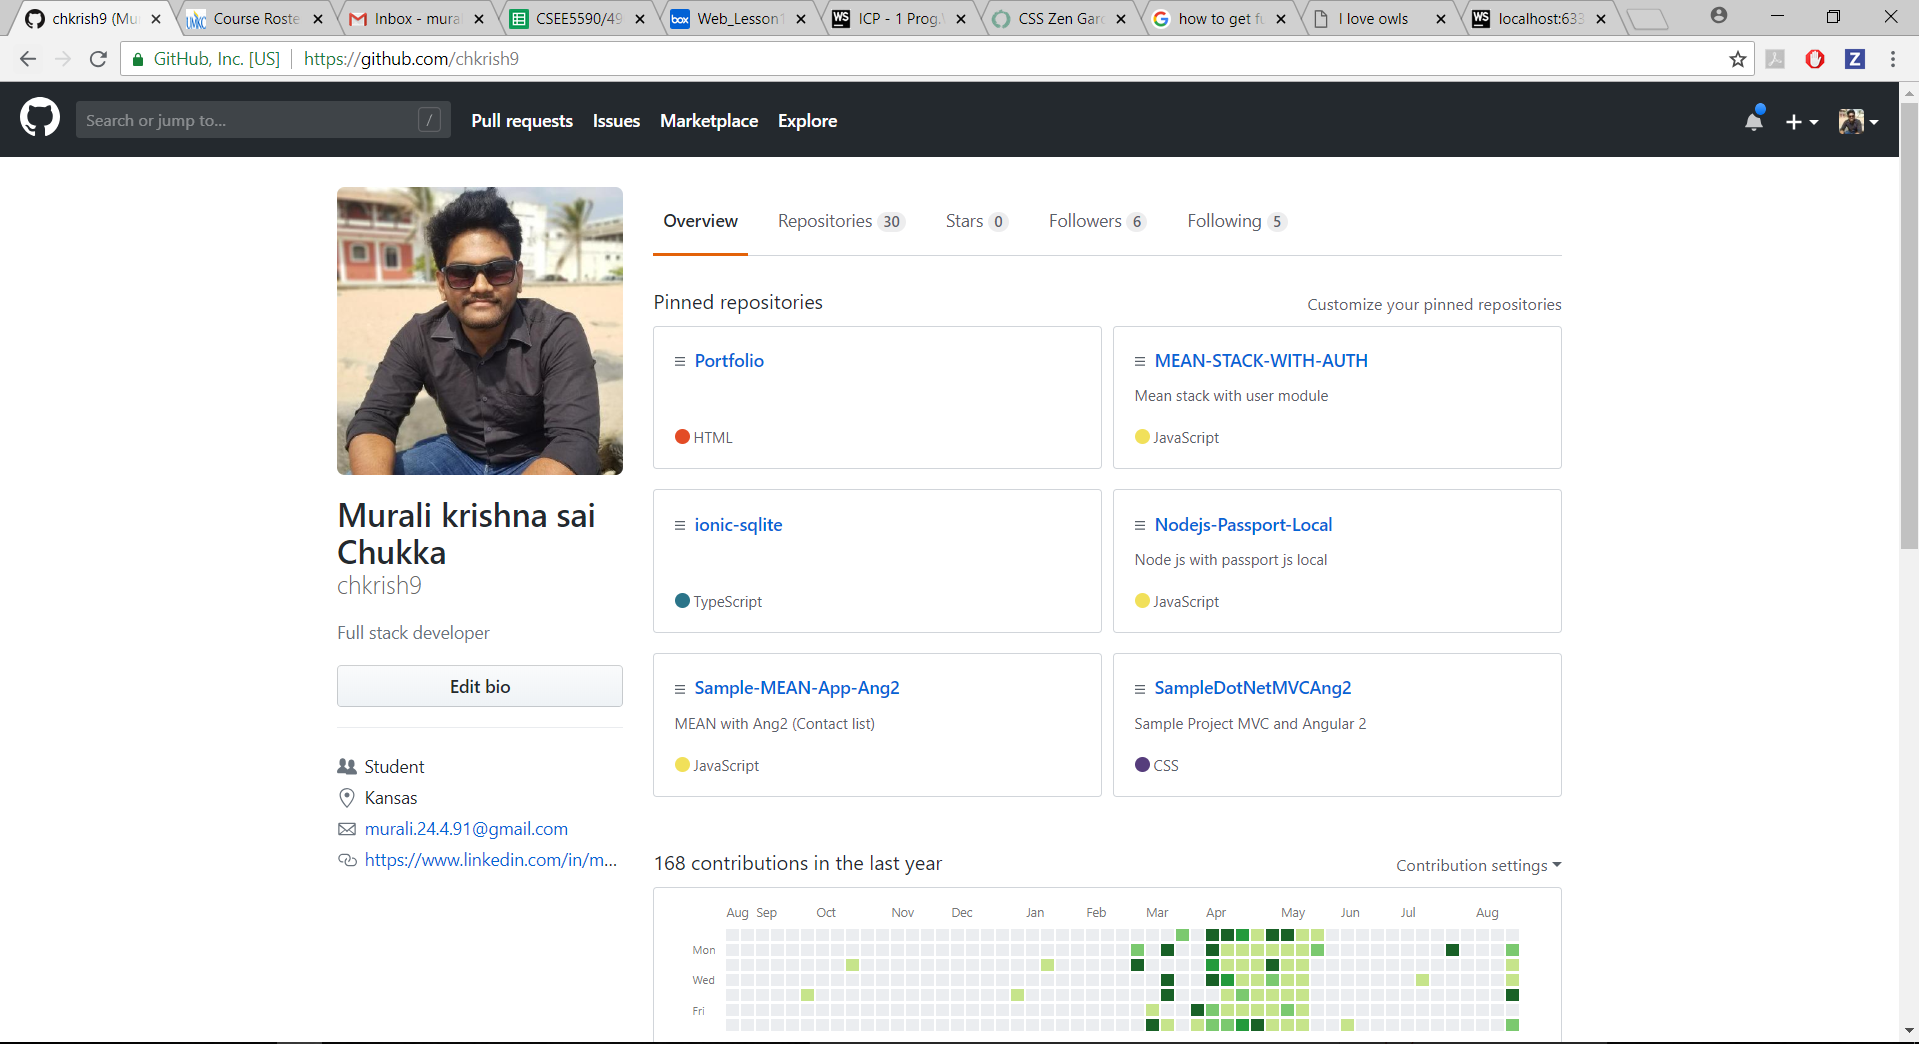 chkrish9 (Mu
Course Roste
Inbox - mural
CSEE5590/49
Web_Lesson1
ICP - 1 Prog.
CSS Zen Gar
how to get fu
I love owls
localhost:633
GitHub, Inc. [US]
https://github.com/chkrish9
Search or jump to...
/
Pull requests
Issues
Marketplace
Explore
Overview
Repositories 30
Stars 0
Followers 6
Following 5
Murali krishna sai
Chukka
chkrish9
Full stack developer
Edit bio
Student
Kansas
murali.24.4.91@gmail.com
https://www.linkedin.com/in/m...
Pinned repositories
Customize your pinned repositories
Portfolio
HTML
MEAN-STACK-WITH-AUTH
Mean stack with user module
JavaScript
ionic-sqlite
TypeScript
Nodejs-Passport-Local
Node js with passport js local
JavaScript
Sample-MEAN-App-Ang2
MEAN with Ang2 (Contact list)
JavaScript
SampleDotNetMVCAng2
Sample Project MVC and Angular 2
CSS
168 contributions in the last year
Contribution settings
Aug Sep Oct Nov Dec Jan Feb Mar Apr May Jun Jul Aug
Mon
Wed
Fri